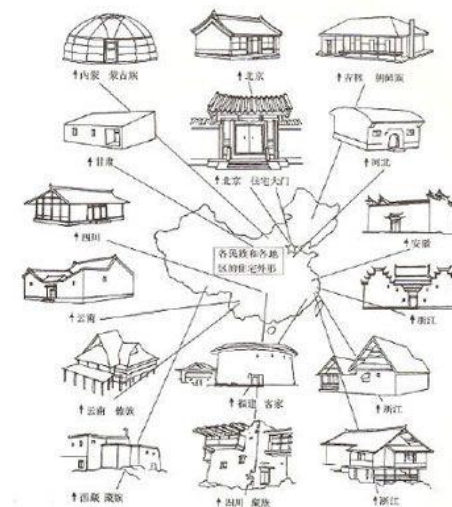 ↑内蒙 蒙古族
↑北京
↑吉林 朝鲜族
↑甘肃
↑北京 住宅大门
↑河北
↑四川
↑安徽
各民族和各地
区的住宅外形
↑云南
↑浙江
↑云南 傣族
↑福建 客家
↑浙江
↑西藏 藏族
↑四川 藏族
↑浙江